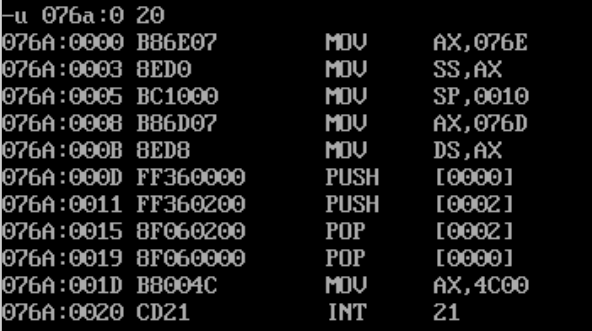 -u 076a:0 20
076A:0000 B86E07 MOV AX,076E
076A:0003 8ED0 MOV SS,AX
076A:0005 BC1000 MOV SP,0010
076A:0008 B86D07 MOV AX,076D
076A:000B 8ED8 MOV DS,AX
076A:000D FF360000 PUSH [0000]
076A:0011 FF360200 PUSH [0002]
076A:0015 8F060200 POP [0002]
076A:0019 8F060000 POP [0000]
076A:001D B8004C MOV AX,4C00
076A:0020 CD21 INT 21